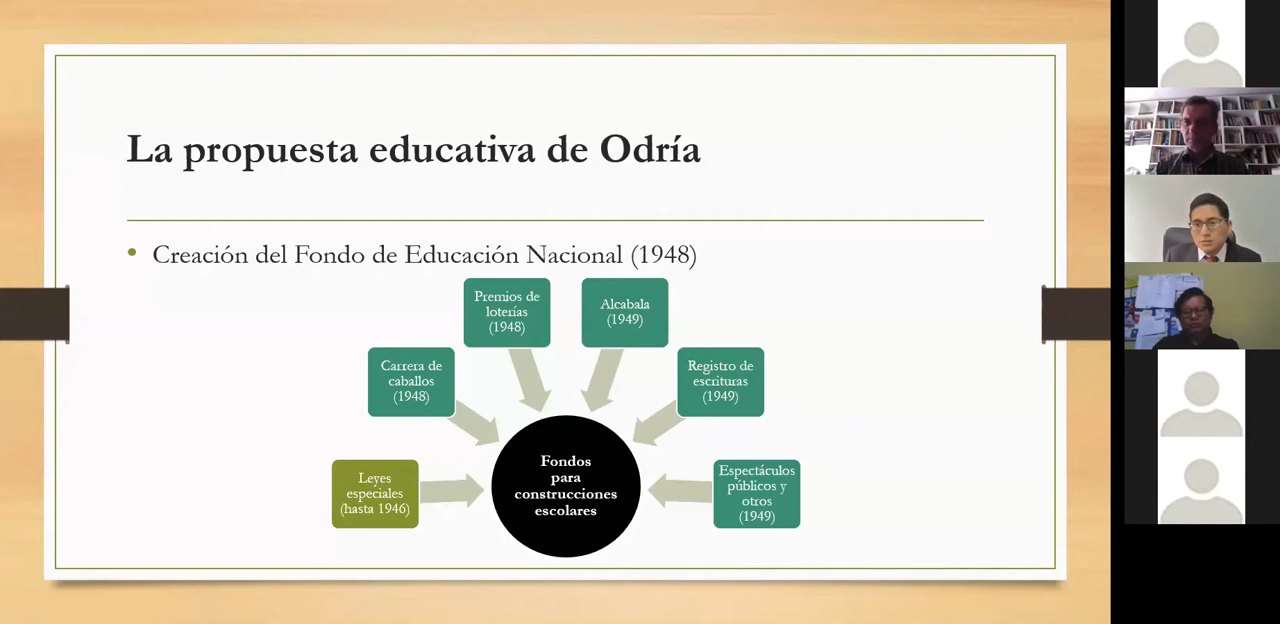 La propuesta educativa de Odría
• Creación del Fondo de Educación Nacional (1948)
Premios de
loterías
(1948)
Alcabala
(1949)
Carrera de
caballos
(1948)
Registro de
escrituras
(1949)
Leyes
especiales
(hasta 1946)
Fondos
para
construcciones
escolares
Espectáculos
públicos y
otros
(1949)